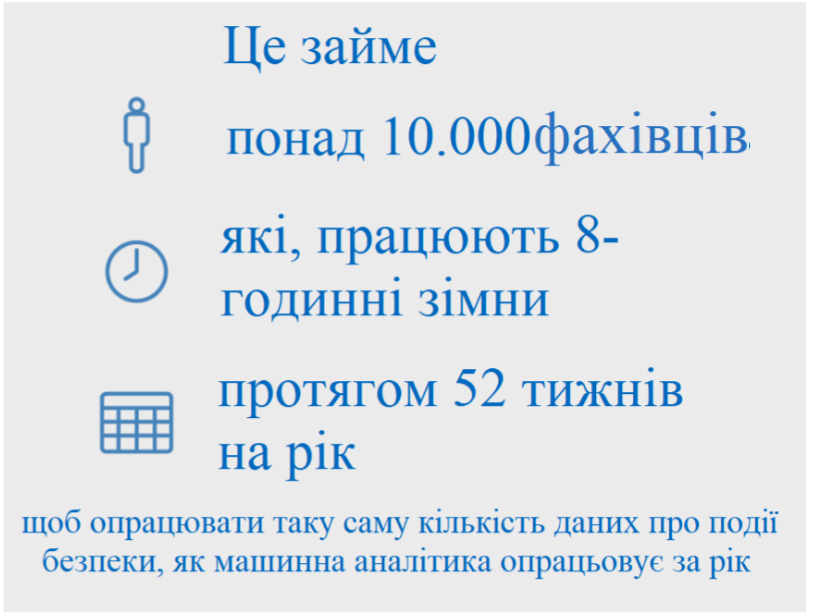 Це займе
понад 10.000фахівців
які, працюють 8-
годинні зімни
протягом 52 тижнів
на рік
щоб опрацювати таку саму кількість даних про події
безпеки, як машинна аналітика опрацьовує за рік